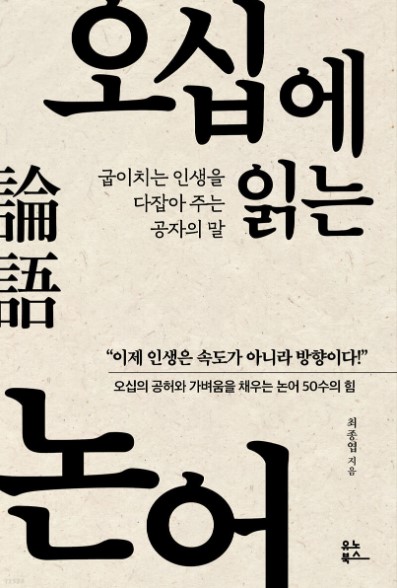 오십에
읽는
굽이치는 인생을
다잡아 주는
공자의 말
論
語
“이제 인생은 속도가 아니라 방향이다!”
오십의 공허와 가벼움을 채우는 논어 50수의 힘
논어
최종엽 지음
유노
북스